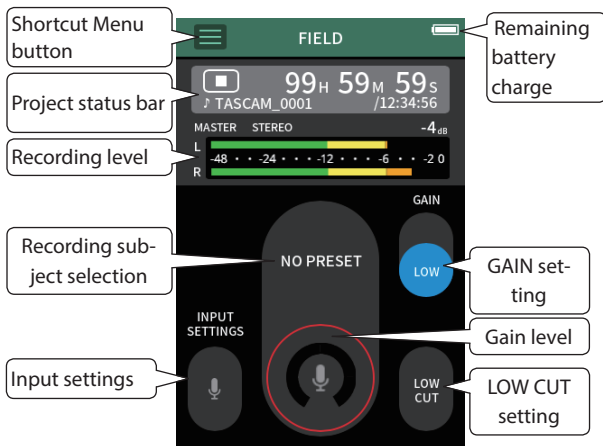 Shortcut Menu
button
FIELD
Remaining
battery
charge
Project status bar
99H 59M 59S
♪ TASCAM_0001
/12:34:56
MASTER STEREO
-4dB
Recording level
L
-48 · · -24 · · · -12 · · · -6 · · -2 0
R
GAIN
Recording sub-
ject selection
NO PRESET
LOW
GAIN set-
ting
INPUT
SETTINGS
Gain level
Input settings
LOW
CUT
LOW CUT
setting